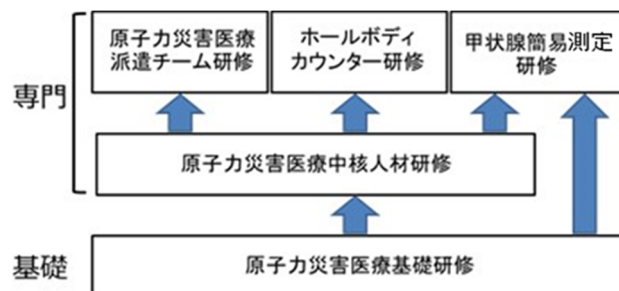 原子力災害医療
派遣チーム研修
ホールボディ
カウンター研修
甲状腺簡易測定
研修
専門
原子力災害医療中核人材研修
基礎
原子力災害医療基礎研修